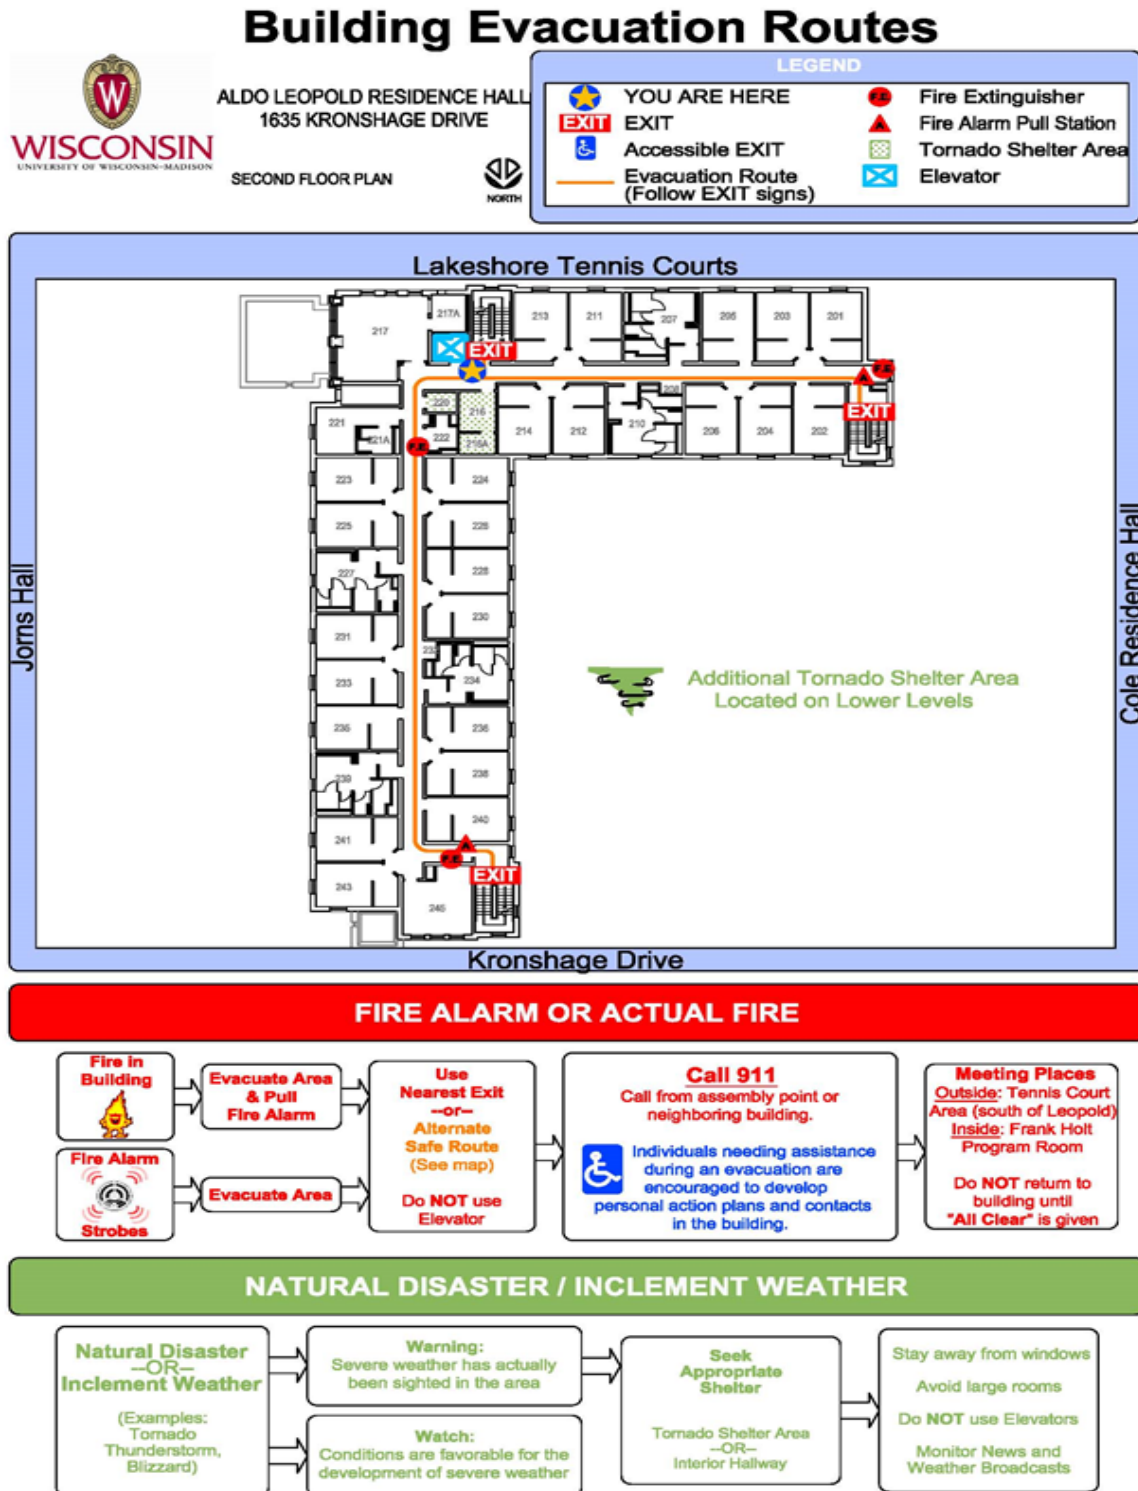 Building Evacuation Routes
WISCONSIN
UNIVERSITY OF WISCONSIN-MADISON
ALDO LEOPOLD RESIDENCE HALL
1635 KRONSHAGE DRIVE
SECOND FLOOR PLAN
NORTH
LEGEND
YOU ARE HERE
EXIT EXIT
Accessible EXIT
Evacuation Route
(Follow EXIT signs)
F.E. Fire Extinguisher
A Fire Alarm Pull Station
Tornado Shelter Area
Elevator
Lakeshore Tennis Courts
Jorns Hall
Cole Residence Hall
Kronshage Drive
217
217A
EXIT
213
211
207
205
203
201
F.E.
A
EXIT
220
216
208
221
221A
222
216A
214
212
210
206
204
202
F.E.
223
224
225
226
227
228
230
231
232
234
233
235
236
239
238
240
241
A
F.E.
EXIT
243
245
Additional Tornado Shelter Area
Located on Lower Levels
FIRE ALARM OR ACTUAL FIRE
Fire in
Building
Evacuate Area
& Pull
Fire Alarm
Fire Alarm
Strobes
Evacuate Area
Use
Nearest Exit
--or--
Alternate
Safe Route
(See map)
Do NOT use
Elevator
Call 911
Call from assembly point or
neighboring building.
Individuals needing assistance
during an evacuation are
encouraged to develop
personal action plans and contacts
in the building.
Meeting Places
Outside: Tennis Court
Area (south of Leopold)
Inside: Frank Holt
Program Room
Do NOT return to
building until
"All Clear" is given
NATURAL DISASTER / INCLEMENT WEATHER
Natural Disaster
--OR--
Inclement Weather
(Examples:
Tornado
Thunderstorm,
Blizzard)
Warning:
Severe weather has actually
been sighted in the area
Watch:
Conditions are favorable for the
development of severe weather
Seek
Appropriate
Shelter
Tornado Shelter Area
--OR--
Interior Hallway
Stay away from windows
Avoid large rooms
Do NOT use Elevators
Monitor News and
Weather Broadcasts